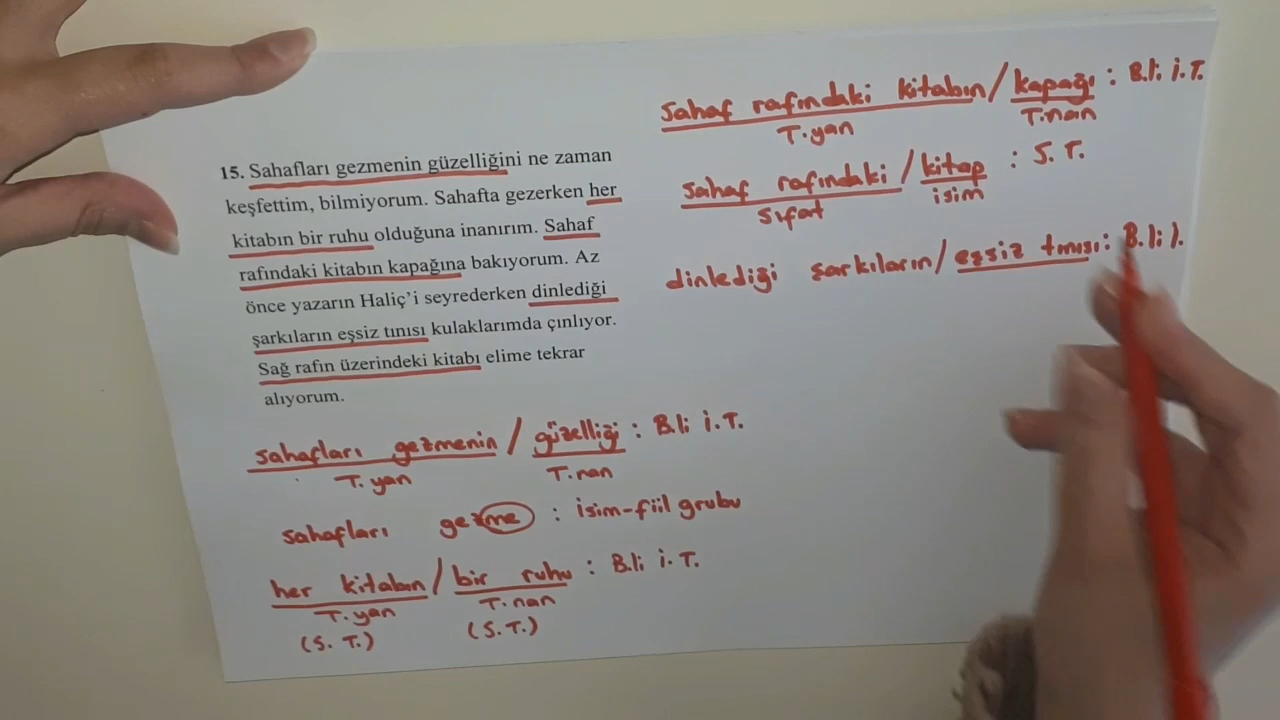 15. Sahafları gezmenin güzelliğini ne zaman
keşfettim, bilmiyorum. Sahafta gezerken her
kitabın bir ruhu olduğuna inanırım. Sahaf
rafındaki kitabın kapağına bakıyorum. Az
önce yazarın Haliç’i seyrederken dinlediği
şarkıların eşsiz tınısı kulaklarımda çınlıyor.
Sağ rafın üzerindeki kitabı elime tekrar
alıyorum.
sahafları gezmenin / güzelliği : B.li i.T.
T.yan T.nan
sahafları gezme : isim-fiil grubu
her kitabın / bir ruhu : B.li i.T.
T.yan T.nan
(S.T.) (S.T.)
sahaf rafındaki kitabın / kapağı : B.li i.T.
T.yan T.nan
sahaf rafındaki / kitap : S.T.
sıfat isim
dinlediği şarkıların / eşsiz tınısı : B.li i.